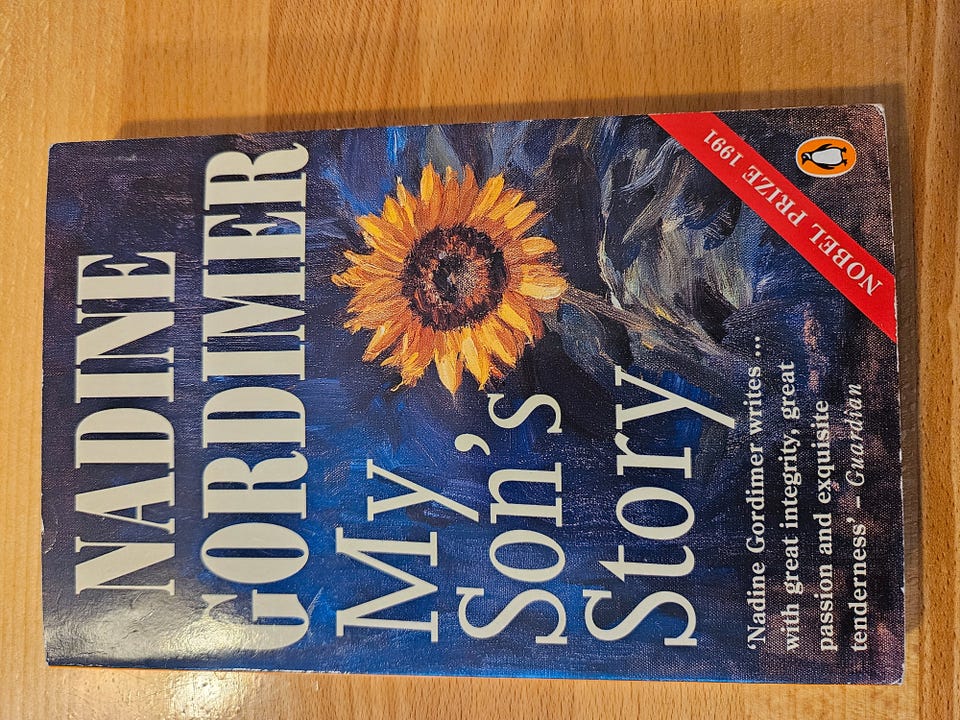 NADINE
GORDIMER
My
Son's
Story
'Nadine Gordimer writes ...
with great integrity, great
passion and exquisite
tenderness' – Guardian
NOBEL PRIZE 1991